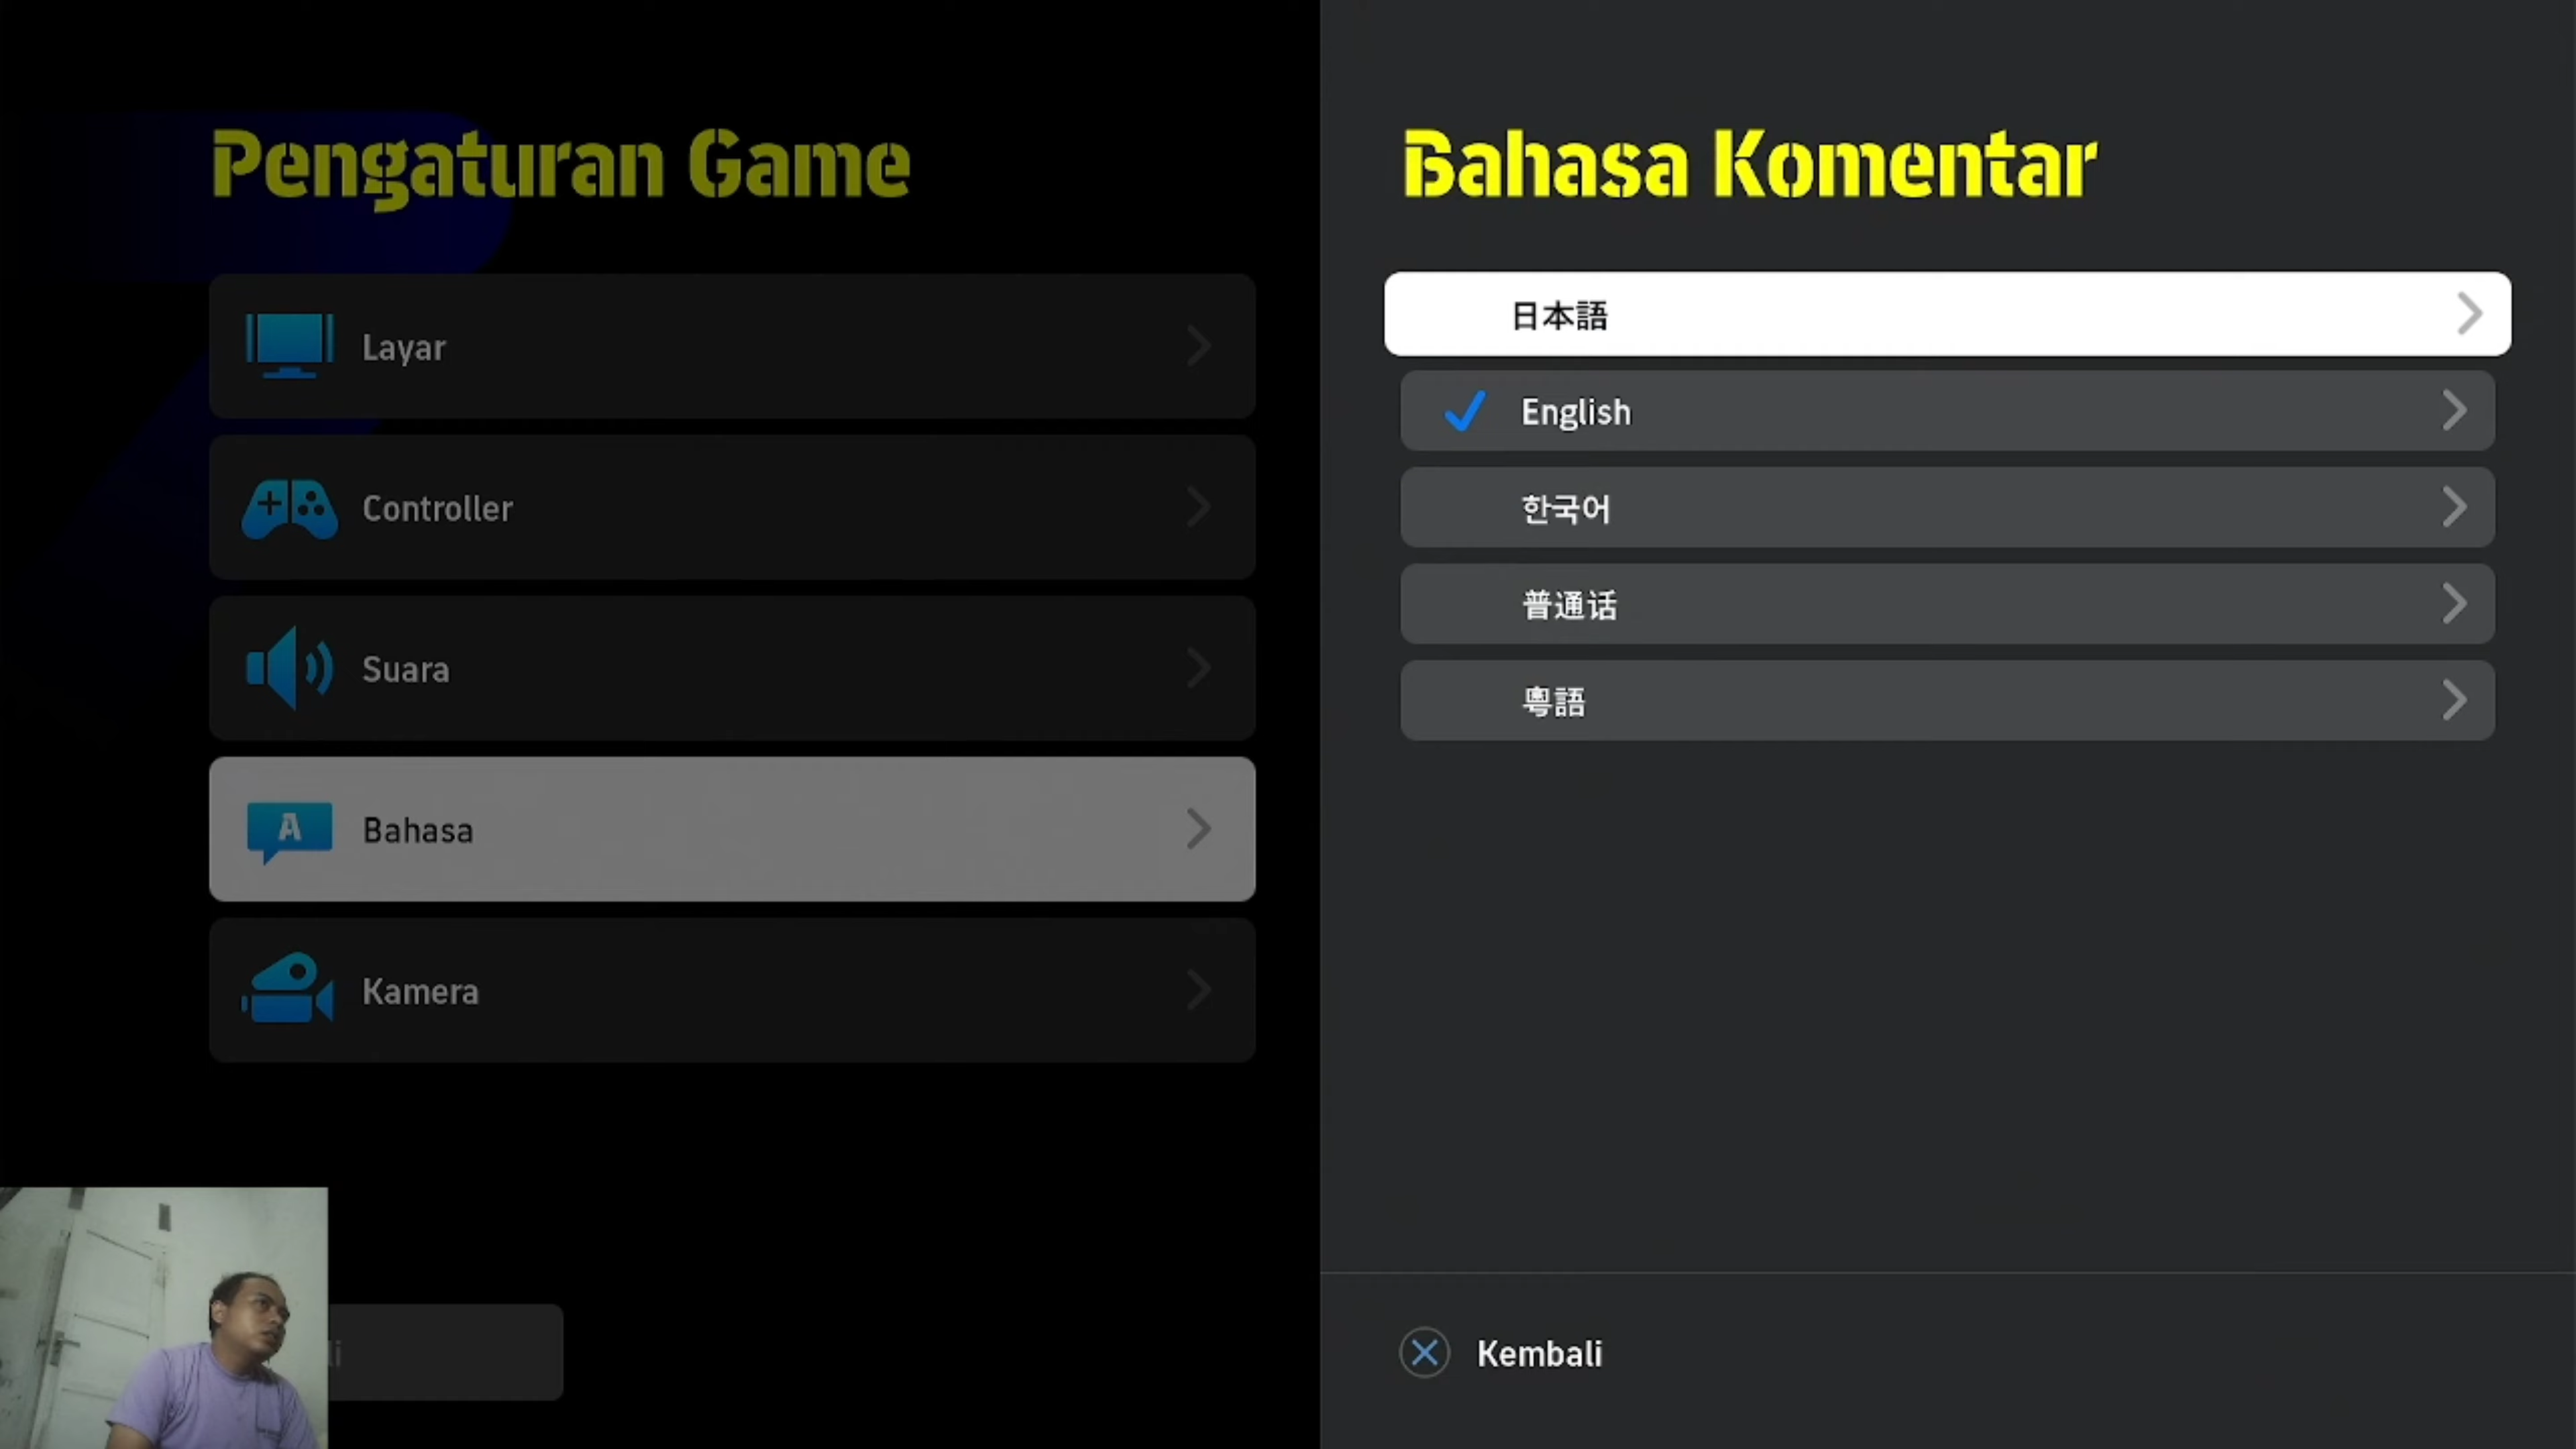 Pengaturan Game
Layar
Controller
Suara
A
Bahasa
Kamera
Bahasa Komentar
日本語
English
한국어
普通话
粵語
Kembali